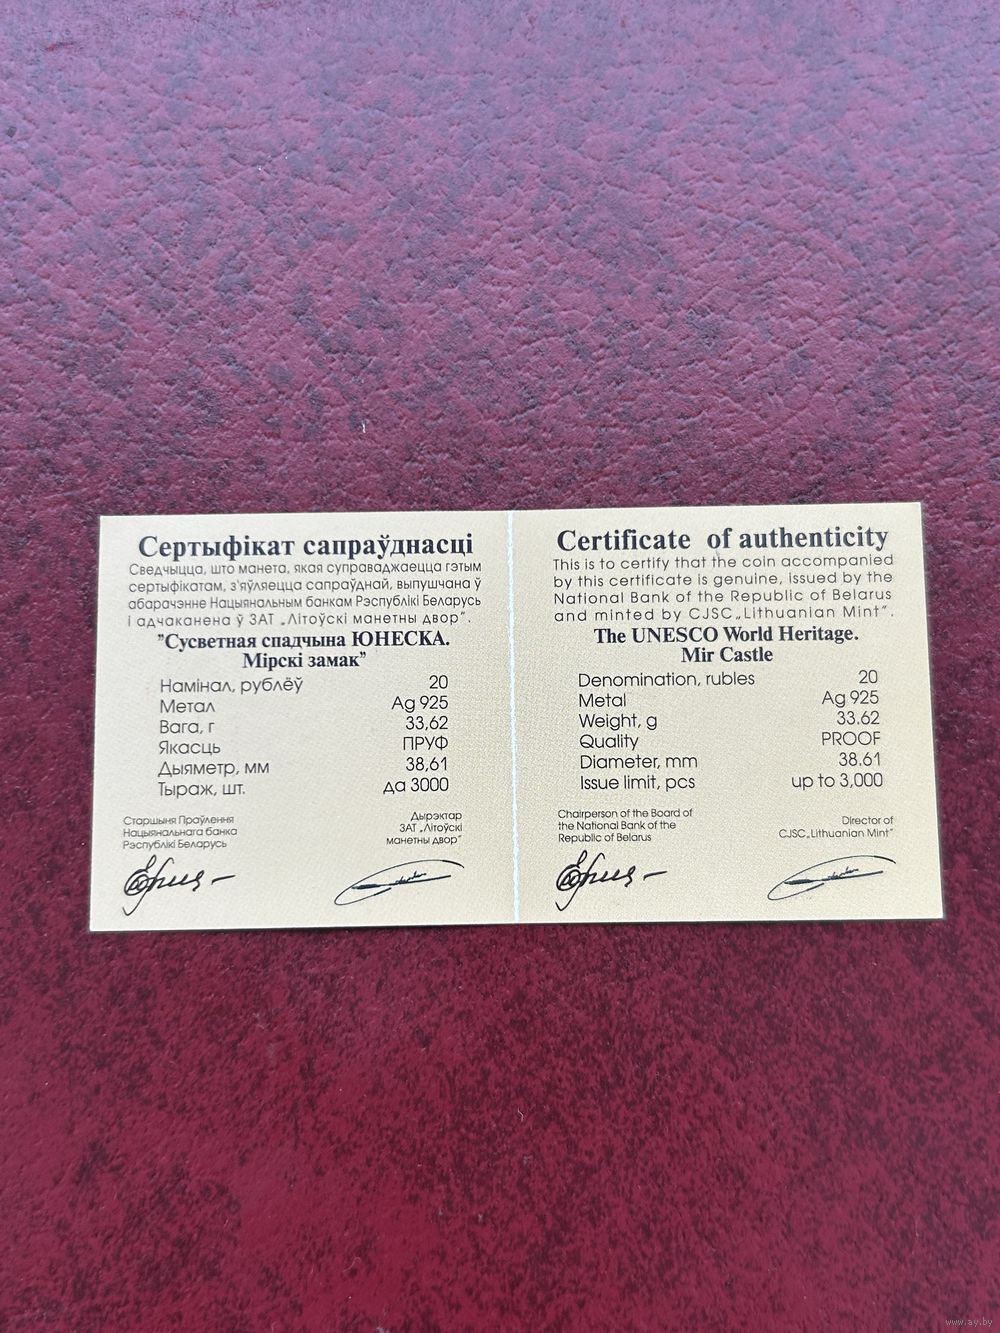 Сертыфікат сапраўднасці
Сведчыцца, што манета, якая суправаджаецца гэтым
сертыфікатам, з'яўляецца сапраўднай, выпушчана ў
абарачэнне Нацыянальным банкам Рэспублікі Беларусь
і адчаканена ў ЗАТ „Літоўскі манетны двор”.
"Сусветная спадчына ЮНЕСКА.
Мірскі замак”
Намінал, рублёў 20
Метал Ag 925
Вага, г 33,62
Якасць ПРУФ
Дыяметр, мм 38,61
Тыраж, шт. да 3000
Старшыня Праўлення
Нацыянальнага банка
Рэспублікі Беларусь
Дырэктар
ЗАТ „Літоўскі
манетны двор”
Certificate of authenticity
This is to certify that the coin accompanied
by this certificate is genuine, issued by the
National Bank of the Republic of Belarus
and minted by CJSC „Lithuanian Mint”.
The UNESCO World Heritage.
Mir Castle
Denomination, rubles 20
Metal Ag 925
Weight, g 33.62
Quality PROOF
Diameter, mm 38.61
Issue limit, pcs up to 3,000
Chairperson of the Board of
the National Bank of the
Republic of Belarus
Director of
CJSC „Lithuanian Mint”
www.ay.by